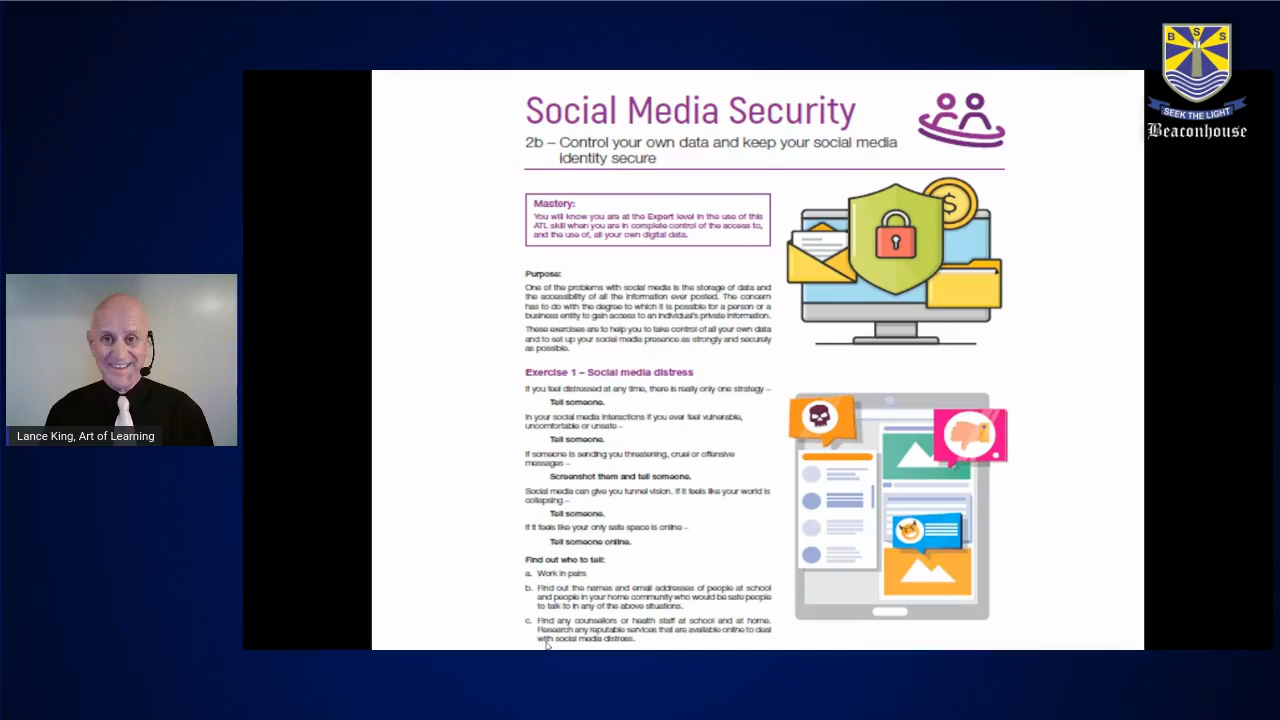 B S S
SEEK THE LIGHT
Beaconhouse
Social Media Security
2b – Control your own data and keep your social media
identity secure
Mastery:
You will know you are at the Expert level in the use of this
ATL skill when you are in complete control of the access to,
and the use of, all your own digital data.
$
Purpose:
One of the problems with social media is the storage of data and
the accessibility of all the information ever posted. The concern
has to do with the degree to which it is possible for a person or a
business entity to gain access to an individual's private information.
These exercises are to help you to take control of all your own data
and to set up your social media presence as strongly and securely
as possible.
Exercise 1 – Social media distress
If you feel distressed at any time, there is really only one strategy –
Tell someone.
In your social media interactions if you ever feel vulnerable,
uncomfortable or unsafe –
Tell someone.
If someone is sending you threatening, cruel or offensive
messages –
Screenshot them and tell someone.
Social media can give you tunnel vision. If it feels like your world is
collapsing –
Tell someone.
If it feels like your only safe space is online –
Tell someone online.
Find out who to tell:
a. Work in pairs
b. Find out the names and email addresses of people at school
and people in your home community who would be safe people
to talk to in any of the above situations.
c. Find any counsellors or health staff at school and at home.
Research any reputable services that are available online to deal
with social media distress.
Lance King, Art of Learning